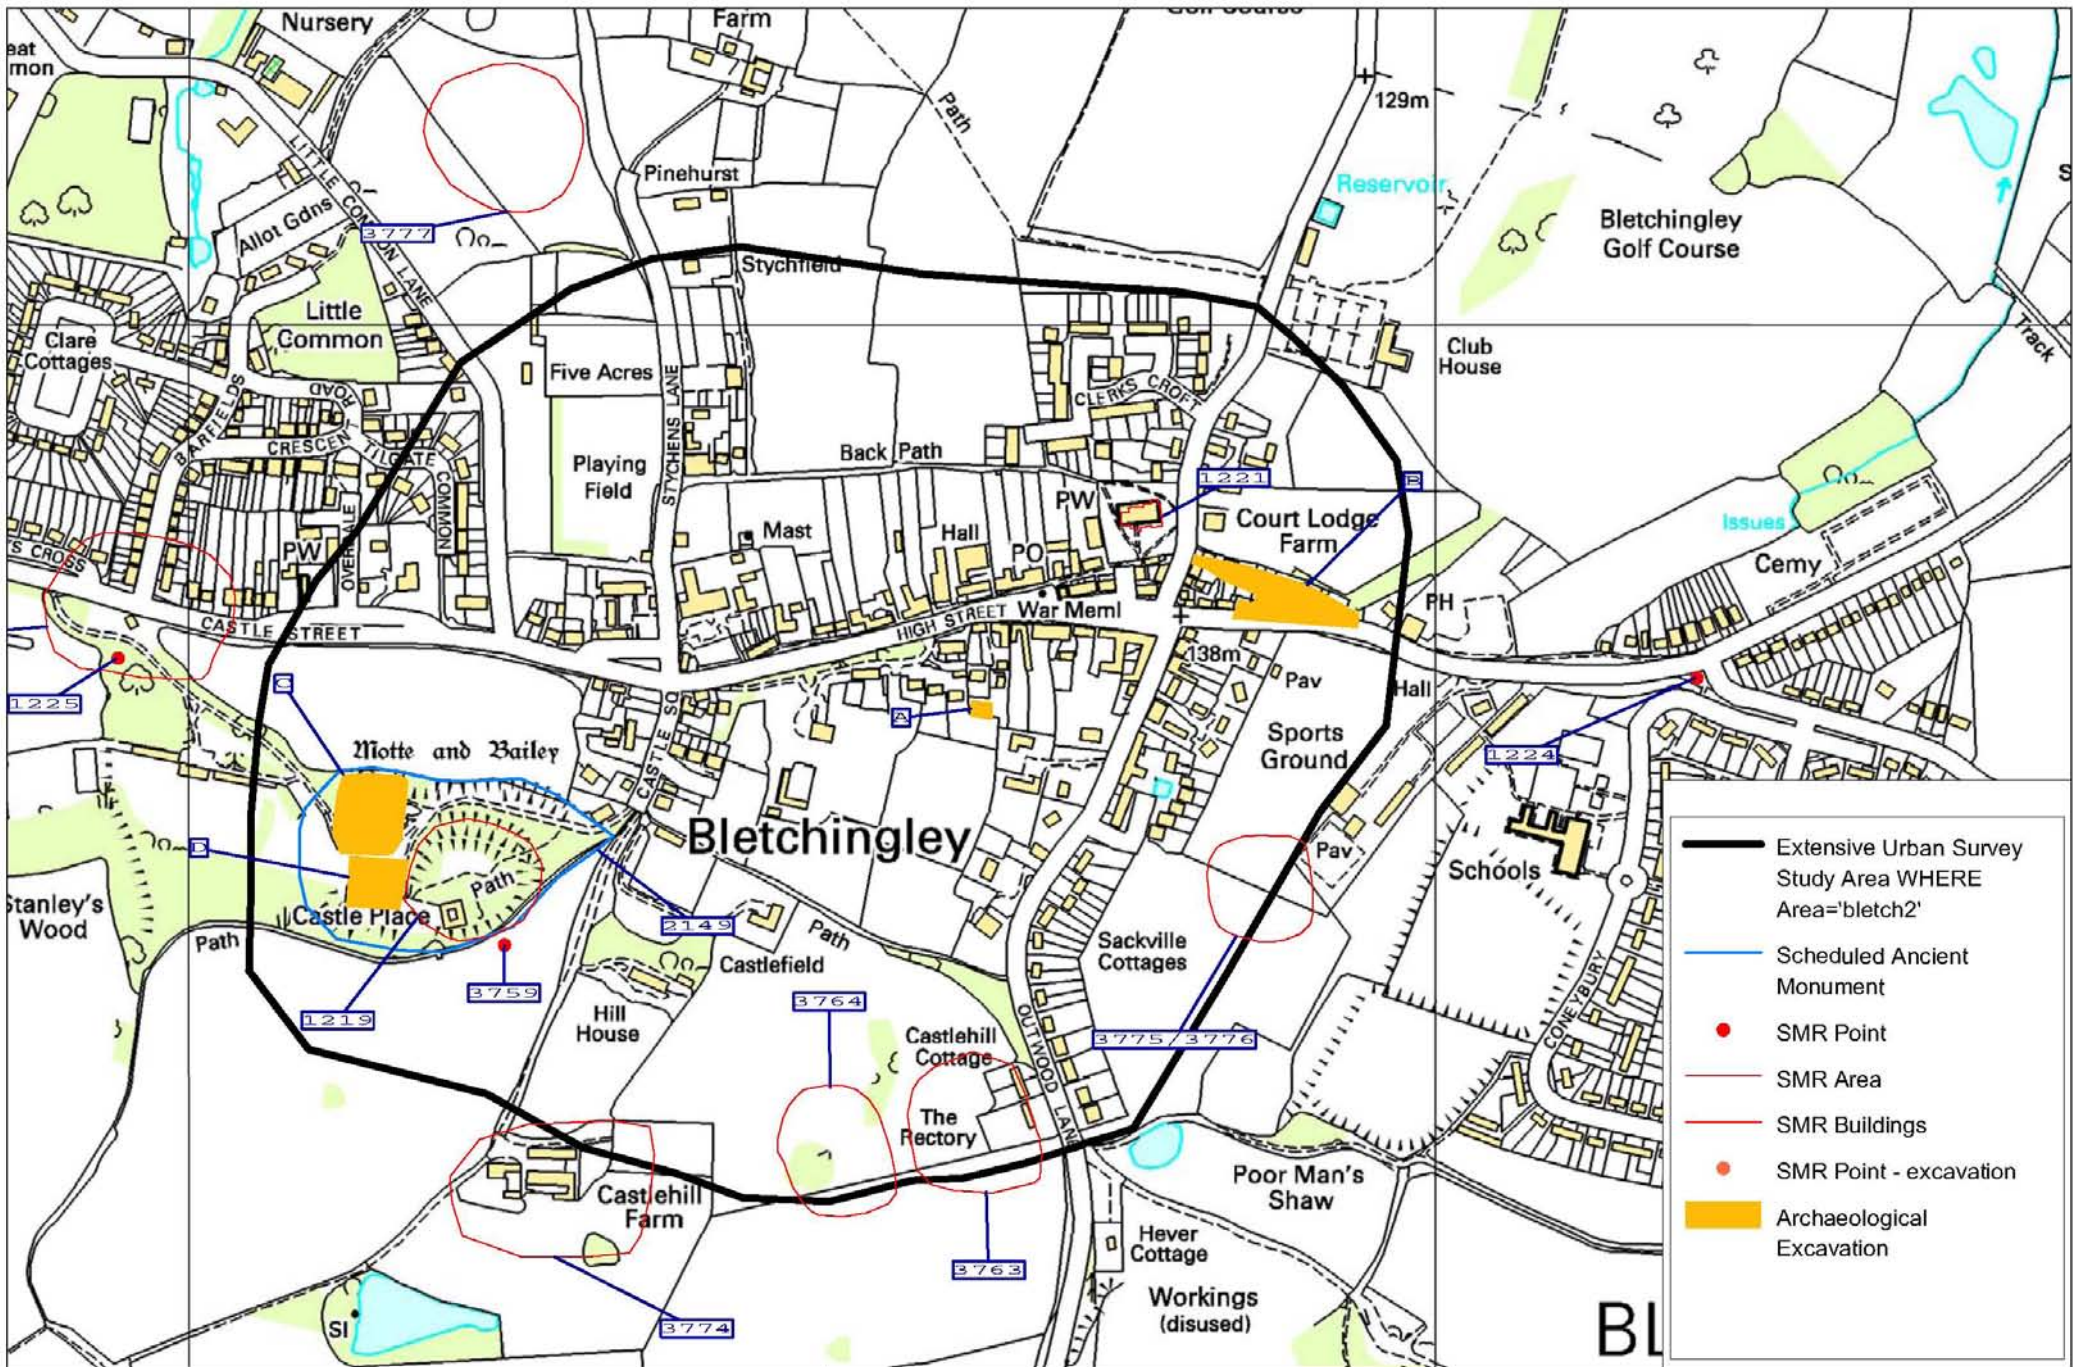 Nursery
Farm
129m
Pinehurst
Path
Reservoir
LITTLE COMMON LANE
Allot Gdns
3777
Bletchingley
Golf Course
Stychfield
Little
Common
Clare
Cottages
Five Acres
Club
House
Track
BARFIELDS
ROAD
CRESCENT
TILGATE
COMMON
STYCHENS LANE
CLERKS CROFT
Back Path
Playing
Field
1221
B
PW
Mast
Hall
PO
Court Lodge
Farm
Issues
Cemy
PW
OVERDALE
S CROSS
CASTLE STREET
HIGH STREET
War Meml
PH
138m
1225
C
A
Pav
Hall
Sports
Ground
1224
Motte and Bailey
CASTLE SQ
Bletchingley
D
Path
Castle Place
Stanley's
Wood
Path
2149
Path
Castlefield
Pav
Schools
Sackville
Cottages
3759
1219
3764
Hill
House
Castlehill
Cottage
3775/3776
OUTWOOD LANE
CONEYBURY
The
Rectory
Castlehill
Farm
Poor Man's
Shaw
3763
Hever
Cottage
3774
Workings
(disused)
SI
BL
Extensive Urban Survey
Study Area WHERE
Area='bletch2'
Scheduled Ancient
Monument
SMR Point
SMR Area
SMR Buildings
SMR Point - excavation
Archaeological
Excavation